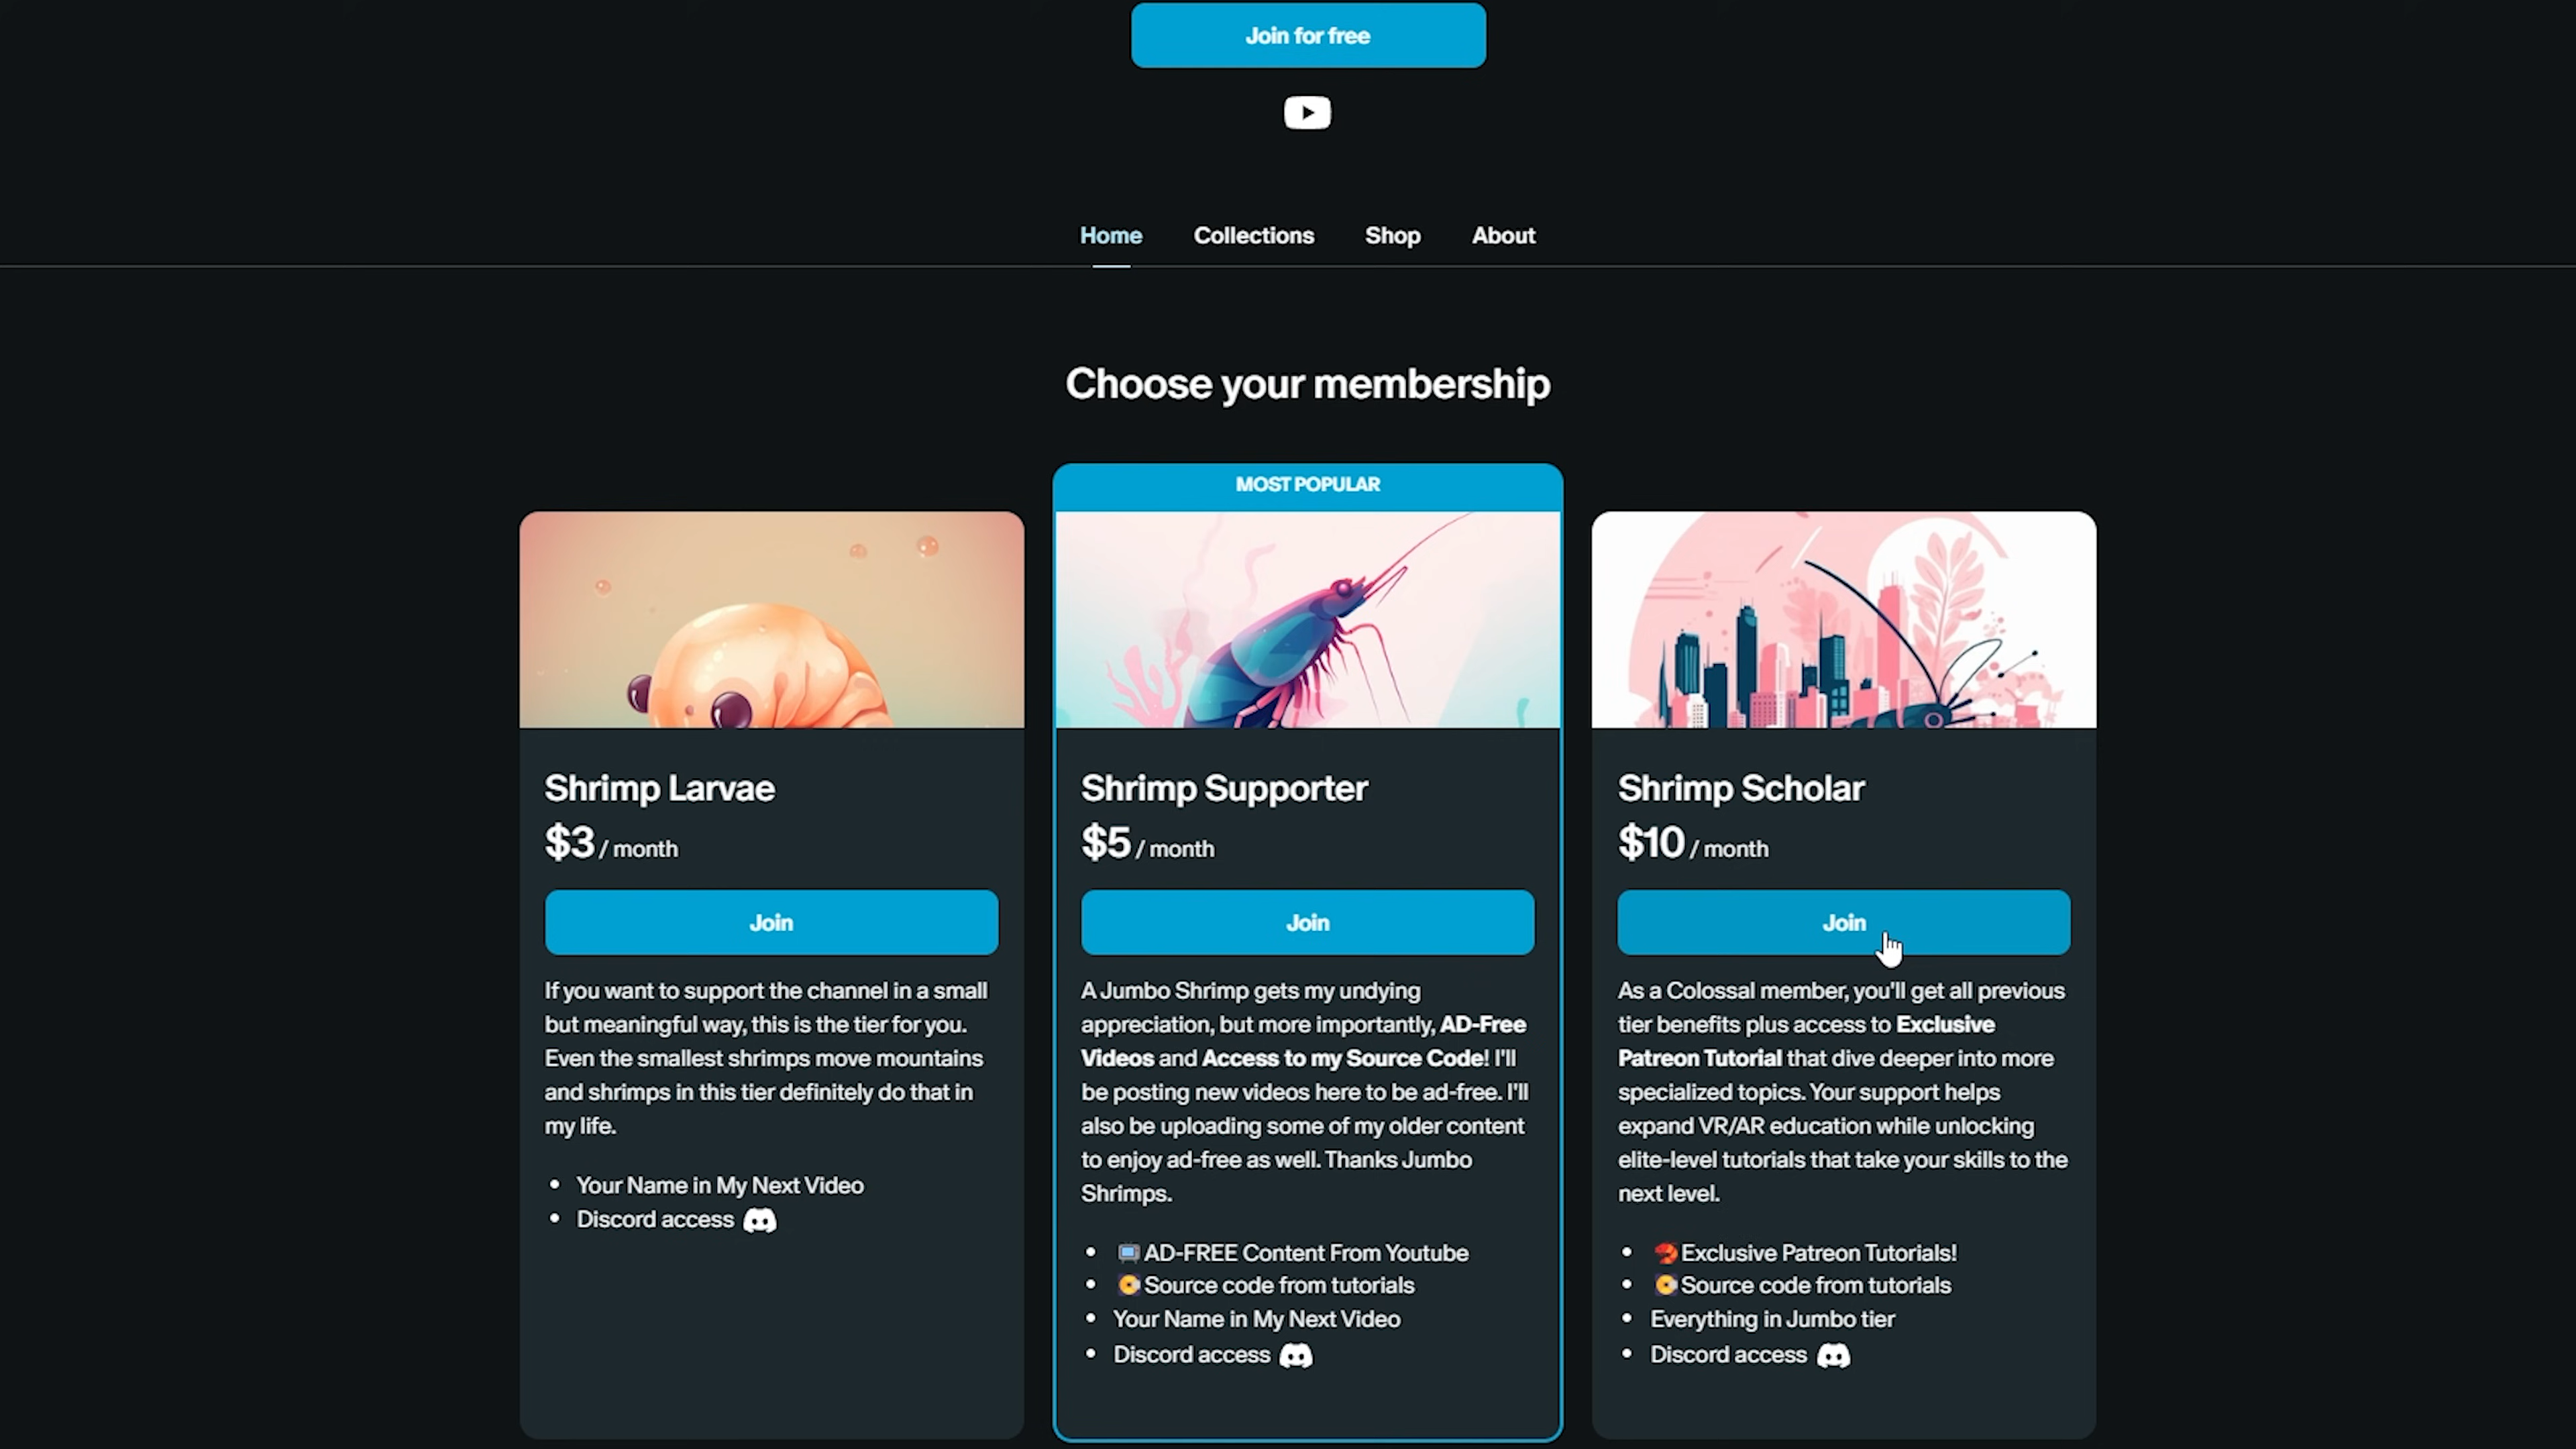 Join for free
Home Collections Shop About
Choose your membership
MOST POPULAR
Shrimp Larvae
$3 / month
Join
If you want to support the channel in a small
but meaningful way, this is the tier for you.
Even the smallest shrimps move mountains
and shrimps in this tier definitely do that in
my life.
• Your Name in My Next Video
• Discord access
Shrimp Supporter
$5 / month
Join
A Jumbo Shrimp gets my undying
appreciation, but more importantly, AD-Free
Videos and Access to my Source Code! I'll
be posting new videos here to be ad-free. I'll
also be uploading some of my older content
to enjoy ad-free as well. Thanks Jumbo
Shrimps.
• AD-FREE Content From Youtube
• Source code from tutorials
• Your Name in My Next Video
• Discord access
Shrimp Scholar
$10 / month
Join
As a Colossal member, you'll get all previous
tier benefits plus access to Exclusive
Patreon Tutorial that dive deeper into more
specialized topics. Your support helps
expand VR/AR education while unlocking
elite-level tutorials that take your skills to the
next level.
• Exclusive Patreon Tutorials!
• Source code from tutorials
• Everything in Jumbo tier
• Discord access